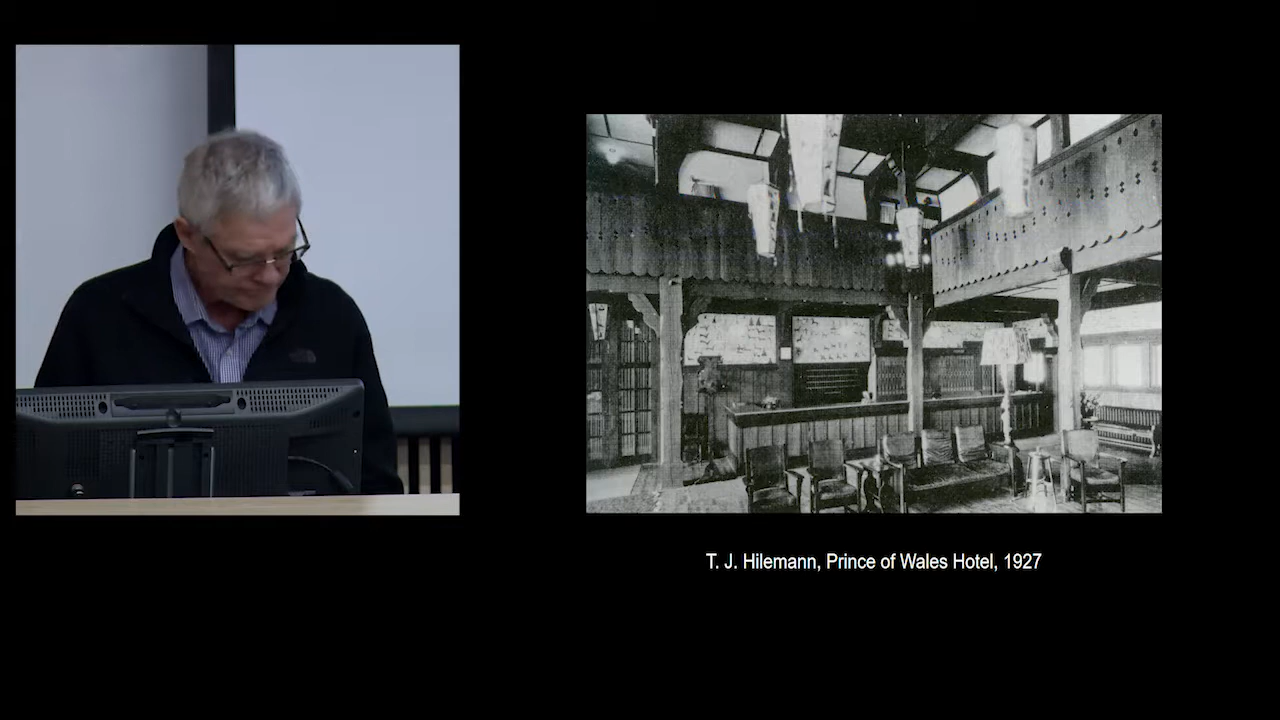 T. J. Hilemann, Prince of Wales Hotel, 1927